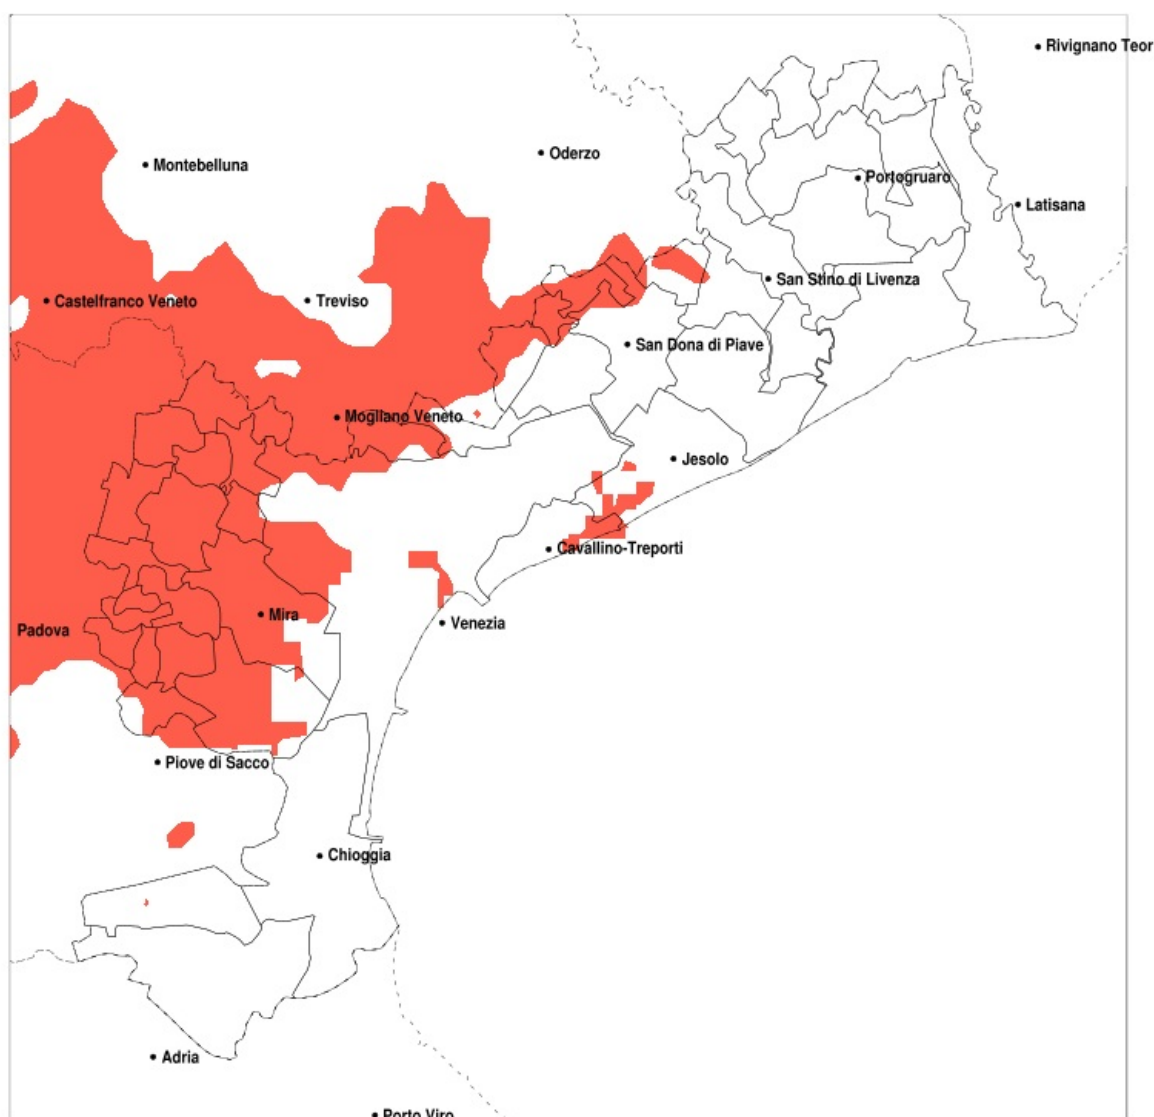 Rivignano Teor
Oderzo
Montebelluna
Portogruaro
Latisana
San Stino di Livenza
Castelfranco Veneto
Treviso
San Dona di Piave
Mogliano Veneto
Jesolo
Cavallino-Treporti
Mira
Venezia
Padova
Piove di Sacco
Chioggia
Adria
Porto Viro